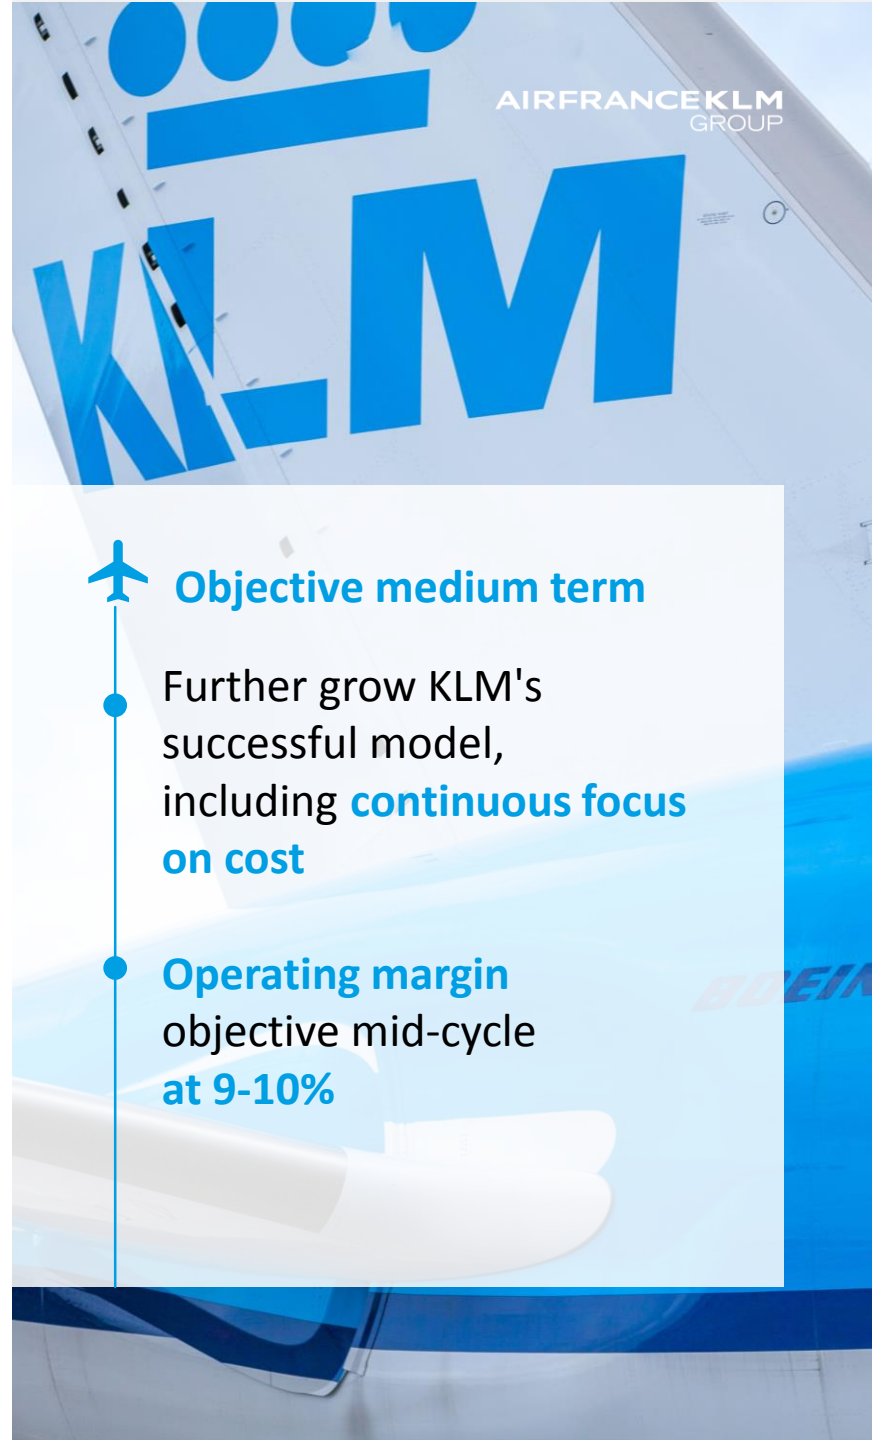 AIRFRANCEKLM
GROUP
KLM
Objective medium term
Further grow KLM's
successful model,
including continuous focus
on cost
Operating margin
objective mid-cycle
at 9-10%